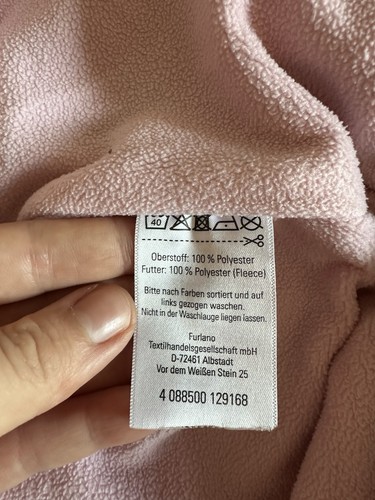 40
Oberstoff: 100 % Polyester
Futter: 100 % Polyester (Fleece)
Bitte nach Farben sortiert und auf
links gezogen waschen.
Nicht in der Waschlauge liegen lassen.
Furlano
Textilhandelsgesellschaft mbH
D-72461 Albstadt
Vor dem Weißen Stein 25
4 088500 129168